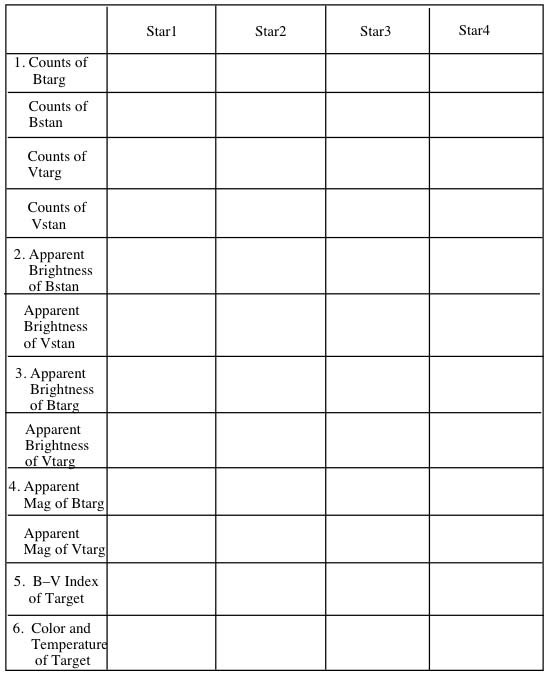 Star1 Star2 Star3 Star4
1. Counts of
Btarg
Counts of
Bstan
Counts of
Vtarg
Counts of
Vstan
2. Apparent
Brightness
of Bstan
Apparent
Brightness
of Vstan
3. Apparent
Brightness
of Btarg
Apparent
Brightness
of Vtarg
4. Apparent
Mag of Btarg
Apparent
Mag of Vtarg
5. B–V Index
of Target
6. Color and
Temperature
of Target